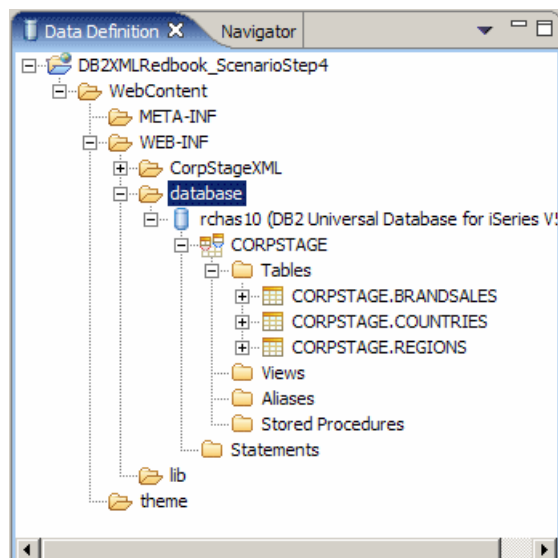 Data Definition Navigator
DB2XMLRedbook_ScenarioStep4
WebContent
META-INF
WEB-INF
CorpStageXML
database
rchas10 (DB2 Universal Database for iSeries
CORPSTAGE
Tables
CORPSTAGE.BRANDSALES
CORPSTAGE.COUNTRIES
CORPSTAGE.REGIONS
Views
Aliases
Stored Procedures
Statements
lib
theme